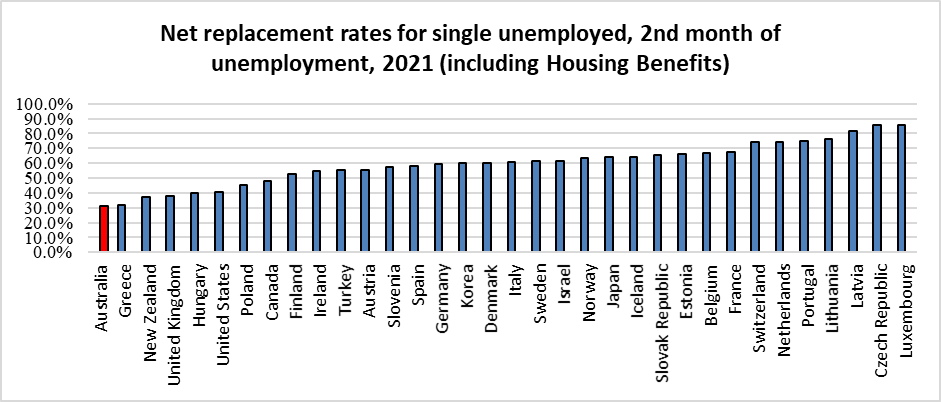 Net replacement rates for single unemployed, 2nd month of
unemployment, 2021 (including Housing Benefits)
100.0%
90.0%
80.0%
70.0%
60.0%
50.0%
40.0%
30.0%
20.0%
10.0%
0.0%
Australia
Greece
New Zealand
United Kingdom
Hungary
United States
Poland
Canada
Finland
Ireland
Turkey
Austria
Slovenia
Spain
Germany
Korea
Denmark
Italy
Sweden
Israel
Norway
Japan
Iceland
Slovak Republic
Estonia
Belgium
France
Switzerland
Netherlands
Portugal
Lithuania
Latvia
Czech Republic
Luxembourg